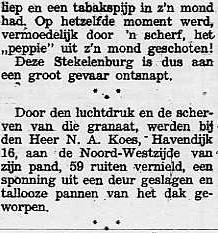 liep en een tabakspijp in z'n mond
had. Op hetzelfde moment werd,
vermoedelijk door 'n scherf, het
„peppie" uit z'n mond geschoten!
Deze Stekelenburg is dus aan
een groot gevaar ontsnapt.
* * *
Door den luchtdruk en de scher-
ven van die granaat, werden bij
den Heer N. A. Koes, Havendijk
16, aan de Noord-Westzijde van
zijn pand, 59 ruiten vernield, een
sponning uit een deur geslagen en
tallooze pannen van het dak ge-
worpen.
* * *